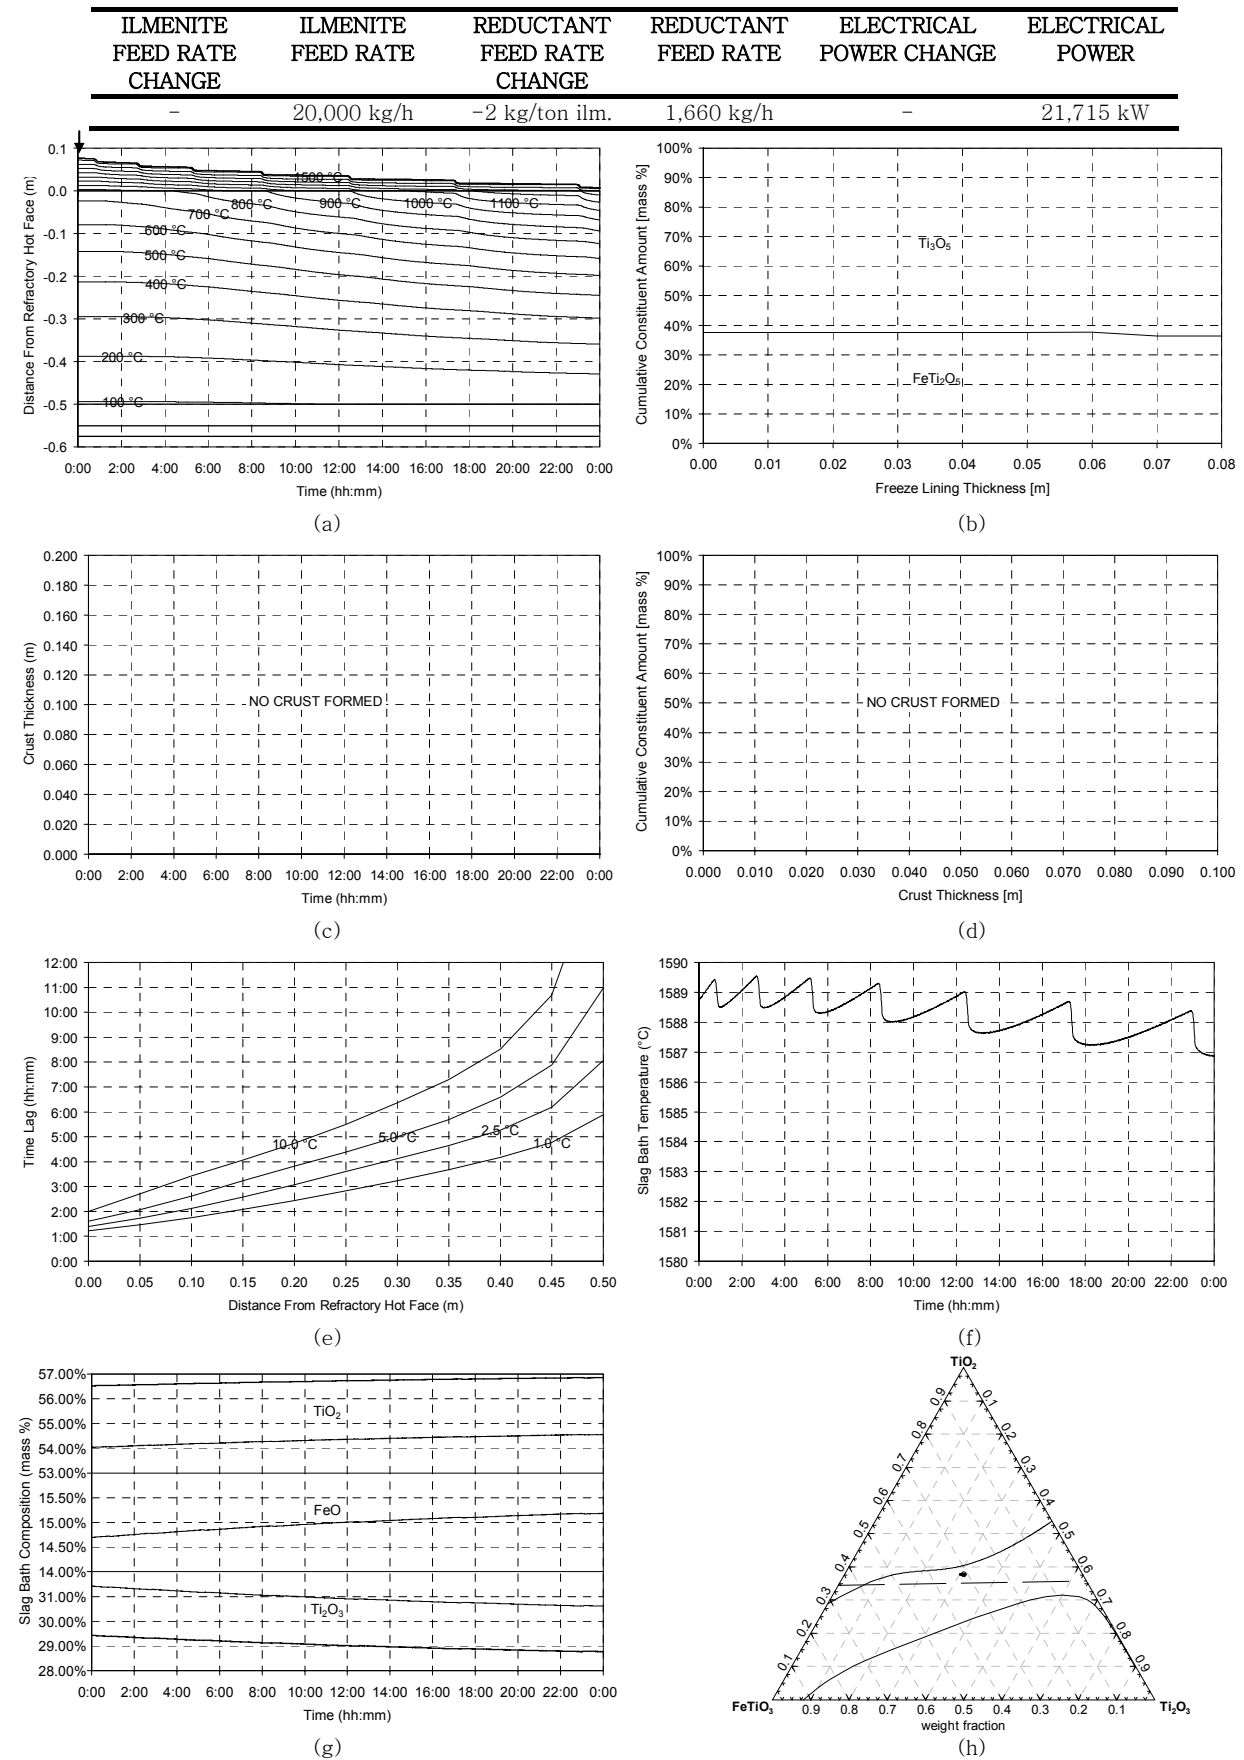 ILMENITE FEED RATE CHANGE ILMENITE FEED RATE REDUCTANT FEED RATE CHANGE REDUCTANT FEED RATE ELECTRICAL POWER CHANGE ELECTRICAL POWER
– 20,000 kg/h -2 kg/ton ilm. 1,660 kg/h – 21,715 kW
Distance From Refractory Hot Face (m)
0.1
0.0
-0.1
-0.2
-0.3
-0.4
-0.5
-0.6
1500 °C
800 °C 900 °C 1000 °C 1100 °C
700 °C
600 °C
500 °C
400 °C
300 °C
200 °C
100 °C
0:00 2:00 4:00 6:00 8:00 10:00 12:00 14:00 16:00 18:00 20:00 22:00 0:00
Time (hh:mm)
(a)
Cumulative Constituent Amount [mass %]
100%
90%
80%
70%
60%
50%
40%
30%
20%
10%
0%
Ti₃O₅
FeTi₂O₅
0.00 0.01 0.02 0.03 0.04 0.05 0.06 0.07 0.08
Freeze Lining Thickness [m]
(b)
Crust Thickness (m)
0.200
0.180
0.160
0.140
0.120
0.100
0.080
0.060
0.040
0.020
0.000
NO CRUST FORMED
0:00 2:00 4:00 6:00 8:00 10:00 12:00 14:00 16:00 18:00 20:00 22:00 0:00
Time (hh:mm)
(c)
Cumulative Constituent Amount [mass %]
100%
90%
80%
70%
60%
50%
40%
30%
20%
10%
0%
NO CRUST FORMED
0.000 0.010 0.020 0.030 0.040 0.050 0.060 0.070 0.080 0.090 0.100
Crust Thickness [m]
(d)
Time Lag (hh:mm)
12:00
11:00
10:00
9:00
8:00
7:00
6:00
5:00
4:00
3:00
2:00
1:00
0:00
10.0 °C 5.0 °C 2.5 °C 1.0 °C
0.00 0.05 0.10 0.15 0.20 0.25 0.30 0.35 0.40 0.45 0.50
Distance From Refractory Hot Face (m)
(e)
Slag Bath Temperature (°C)
1590
1589
1588
1587
1586
1585
1584
1583
1582
1581
1580
0:00 2:00 4:00 6:00 8:00 10:00 12:00 14:00 16:00 18:00 20:00 22:00 0:00
Time (hh:mm)
(f)
Slag Bath Composition (mass %)
57.00%
56.00%
55.00%
54.00%
53.00%
15.50%
15.00%
14.50%
14.00%
31.00%
30.00%
29.00%
28.00%
TiO₂
FeO
Ti₂O₃
0:00 2:00 4:00 6:00 8:00 10:00 12:00 14:00 16:00 18:00 20:00 22:00 0:00
Time (hh:mm)
(g)
TiO₂
0.9 0.1
0.8 0.2
0.7 0.3
0.6 0.4
0.5 0.5
0.4 0.6
0.3 0.7
0.2 0.8
0.1 0.9
FeTiO₃ 0.9 0.8 0.7 0.6 0.5 0.4 0.3 0.2 0.1 Ti₂O₃
weight fraction
(h)